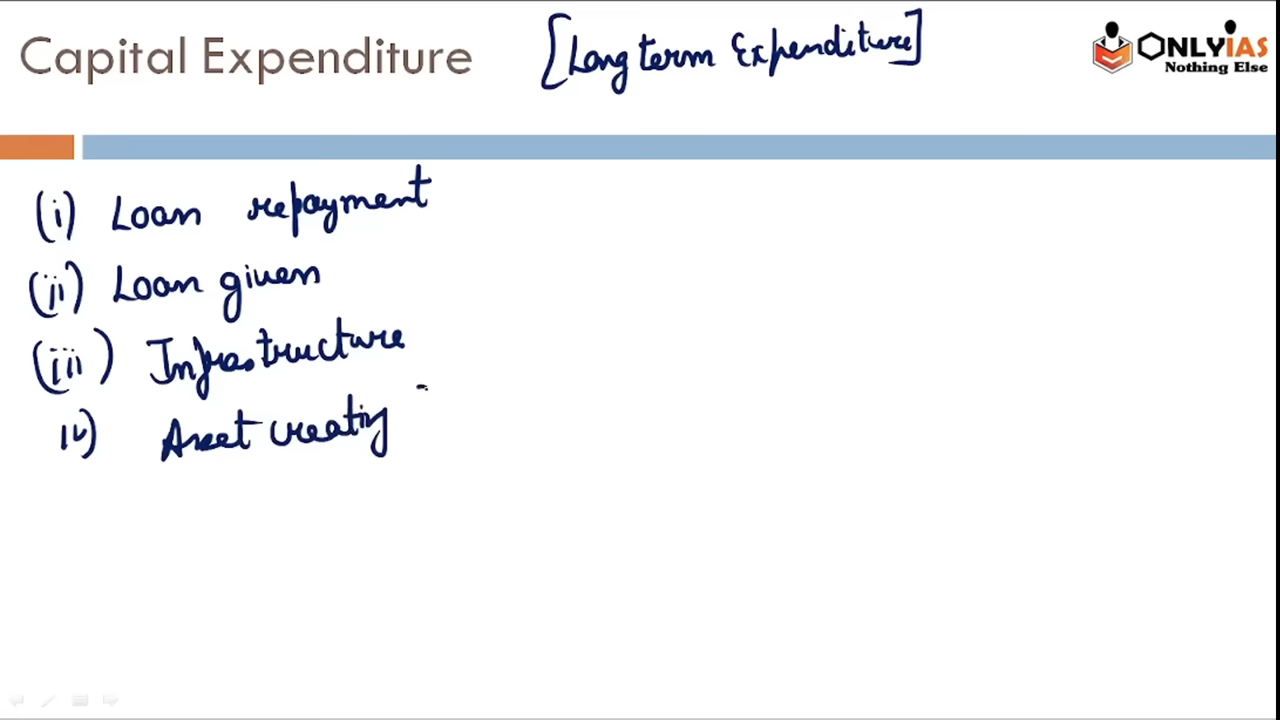 Capital Expenditure [Long term Expenditure]
ONLYIAS
Nothing Else
(i) Loan repayment
(ii) Loan given
(iii) Infrastructure
iv) Asset creating